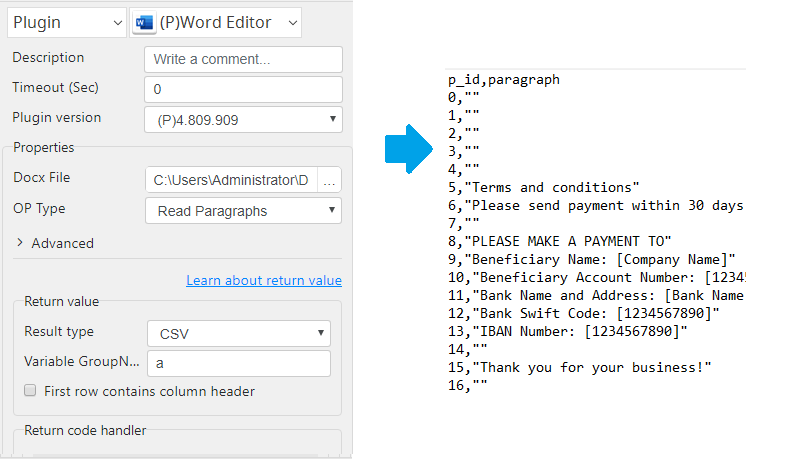 Plugin
(P)Word Editor
Description
Write a comment...
Timeout (Sec)
0
Plugin version
(P)4.809.909
Properties
Docx File
C:\Users\Administrator\D
...
OP Type
Read Paragraphs
Advanced
Learn about return value
Return value
Result type
CSV
Variable GroupN...
a
First row contains column header
Return code handler
p_id,paragraph
0,""
1,""
2,""
3,""
4,""
5,"Terms and conditions"
6,"Please send payment within 30 days
7,""
8,"PLEASE MAKE A PAYMENT TO"
9,"Beneficiary Name: [Company Name]"
10,"Beneficiary Account Number: [1234
11,"Bank Name and Address: [Bank Name
12,"Bank Swift Code: [1234567890]"
13,"IBAN Number: [1234567890]"
14,""
15,"Thank you for your business!"
16,""